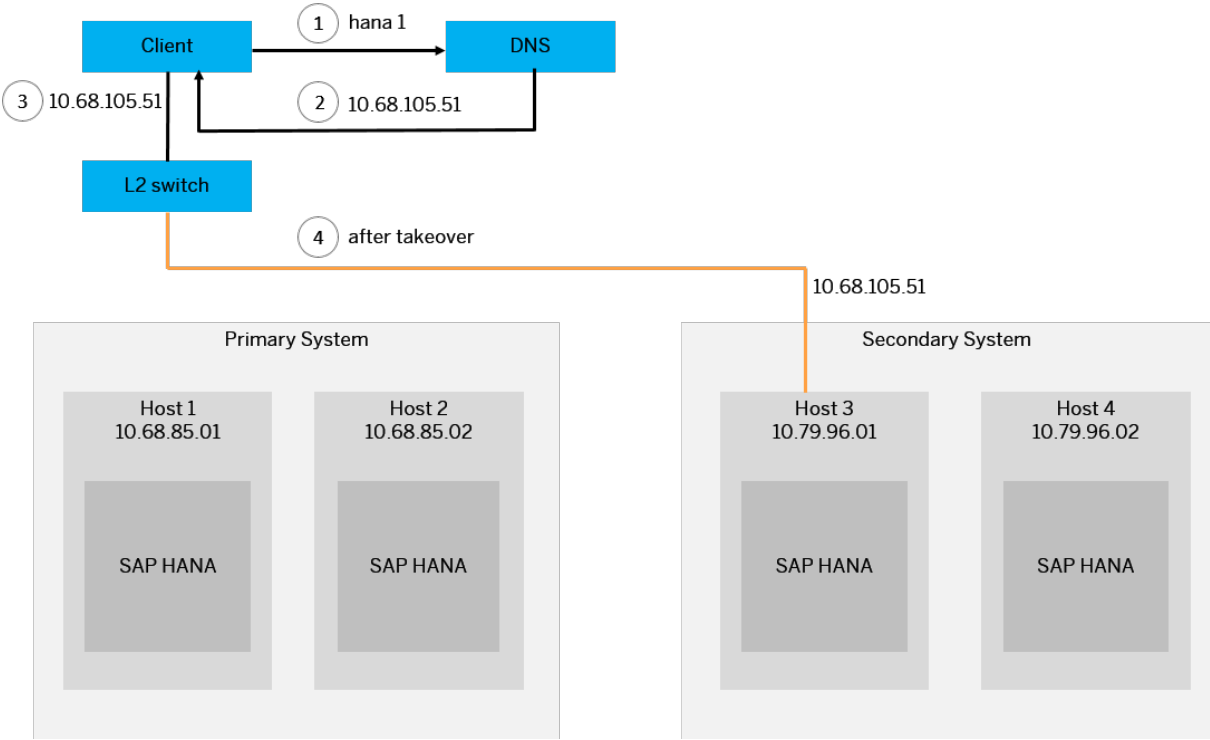 1 hana 1
Client
DNS
3 10.68.105.51
2 10.68.105.51
L2 switch
4 after takeover
10.68.105.51
Primary System
Secondary System
Host 1
10.68.85.01
Host 2
10.68.85.02
Host 3
10.79.96.01
Host 4
10.79.96.02
SAP HANA
SAP HANA
SAP HANA
SAP HANA